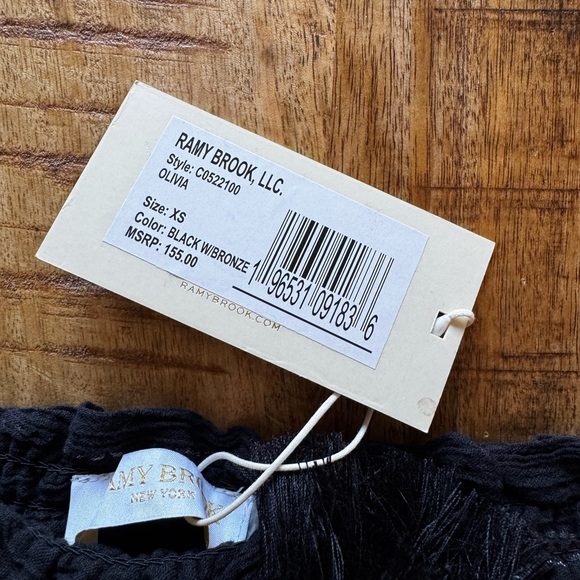 RAMY BROOK, LLC.
Style: C0522100
OLIVIA
Size: XS
Color: BLACK W/BRONZE
MSRP: 155.00
1 96531 09183 6
RAMYBROOK.COM
NEW YORK